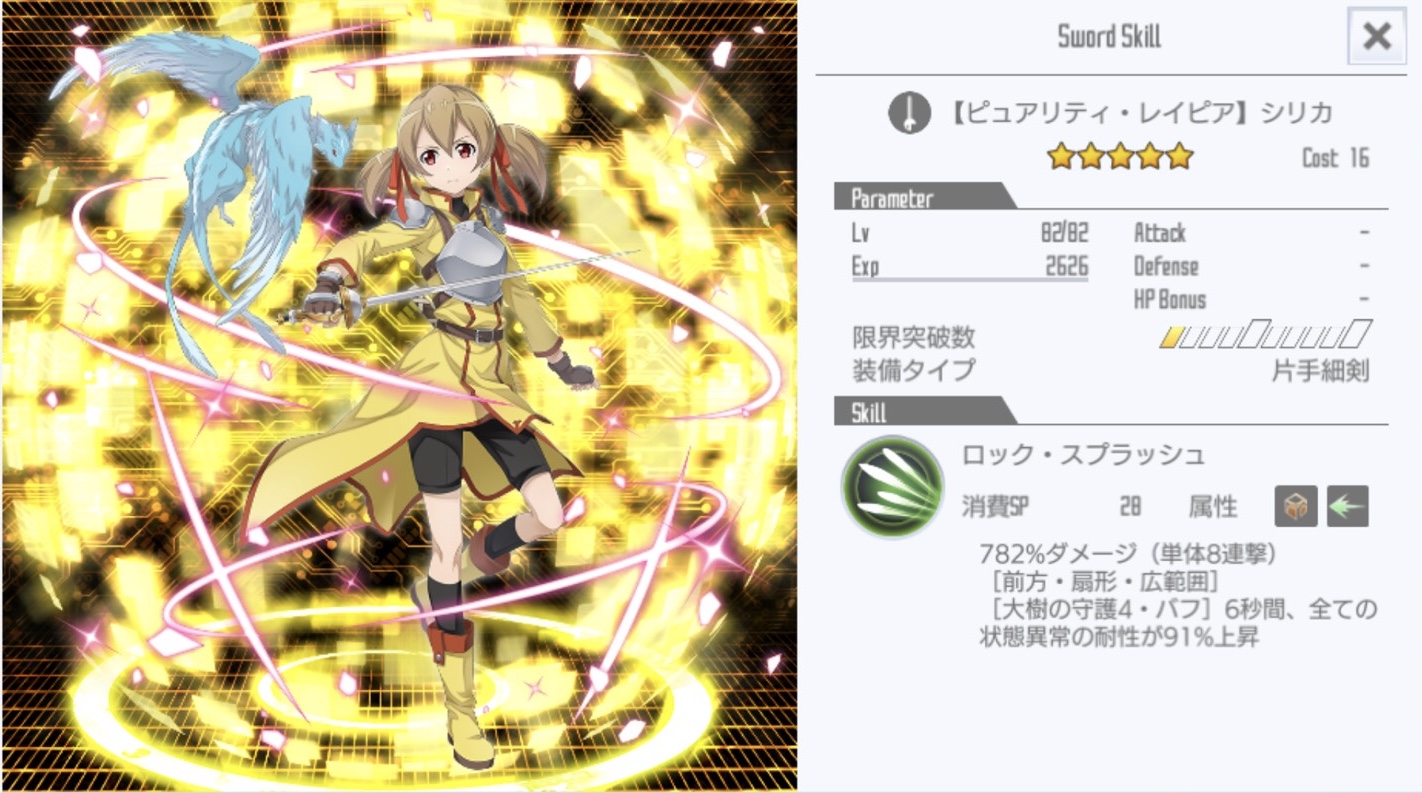 Sword Skill
【ピュアリティ・レイピア】シリカ
Cost 16
Parameter
Lv 82/82 Attack -
Exp 2626 Defense -
HP Bonus -
限界突破数
装備タイプ 片手細剣
Skill
ロック・スプラッシュ
消費SP 28 属性
782%ダメージ（単体8連撃）
［前方・扇形・広範囲］
［大樹の守護4・バフ］6秒間、全ての
状態異常の耐性が91%上昇